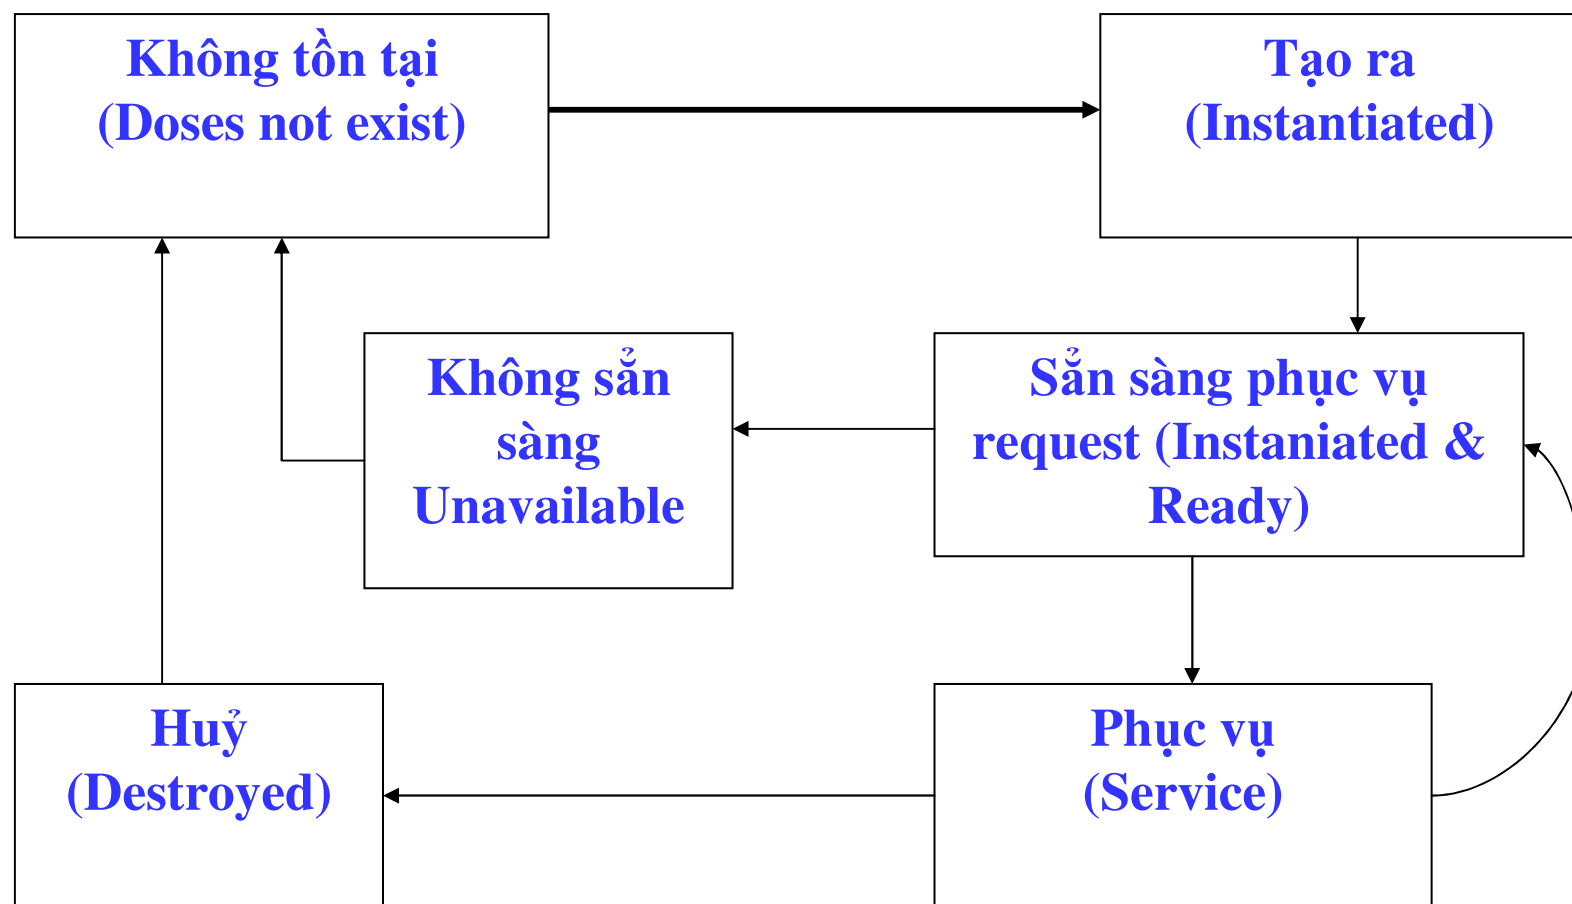 Không tồn tại
(Doses not exist)
Tạo ra
(Instantiated)
Không sẳn
sàng
Unavailable
Sẳn sàng phục vụ
request (Instaniated &
Ready)
Huỷ
(Destroyed)
Phục vụ
(Service)